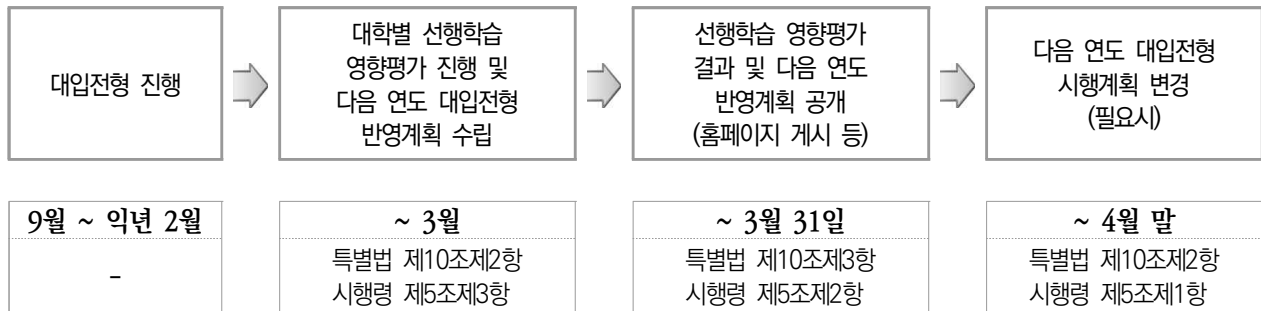 대입전형 진행
대학별 선행학습
영향평가 진행 및
다음 연도 대입전형
반영계획 수립
선행학습 영향평가
결과 및 다음 연도
반영계획 공개
(홈페이지 게시 등)
다음 연도 대입전형
시행계획 변경
(필요시)
9월 ~ 익년 2월
-
~ 3월
특별법 제10조제2항
시행령 제5조제3항
~ 3월 31일
특별법 제10조제3항
시행령 제5조제2항
~ 4월 말
특별법 제10조제2항
시행령 제5조제1항